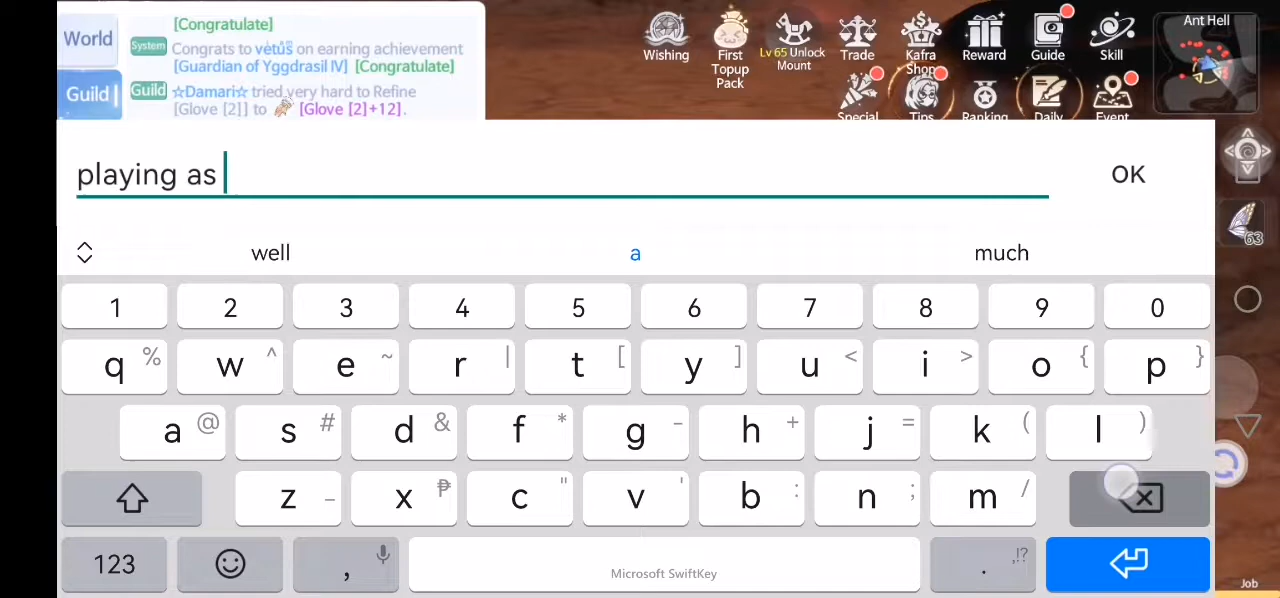 World
[Congratulate]
System Congrats to vetus on earning achievement
[Guardian of Yggdrasil IV] [Congratulate]
Guild
Guild ☆Damari☆ tried very hard to Refine
[Glove [2]] to [Glove [2]+12].
Wishing
First
Topup
Pack
Lv 65 Unlock
Mount
Trade
Kafra
Shop
Reward
Guide
Skill
Special
Tips
Ranking
Daily
Event
Ant Hell
playing as
OK
63
well a much
1 2 3 4 5 6 7 8 9 0
q % w ^ e ~ r | t [ y ] u < i > o { p }
a @ s # d & f * g - h + j = k ( l )
z _ x ₱ c " v ' b : n ; m /
123 , Microsoft SwiftKey . ,!?
Job